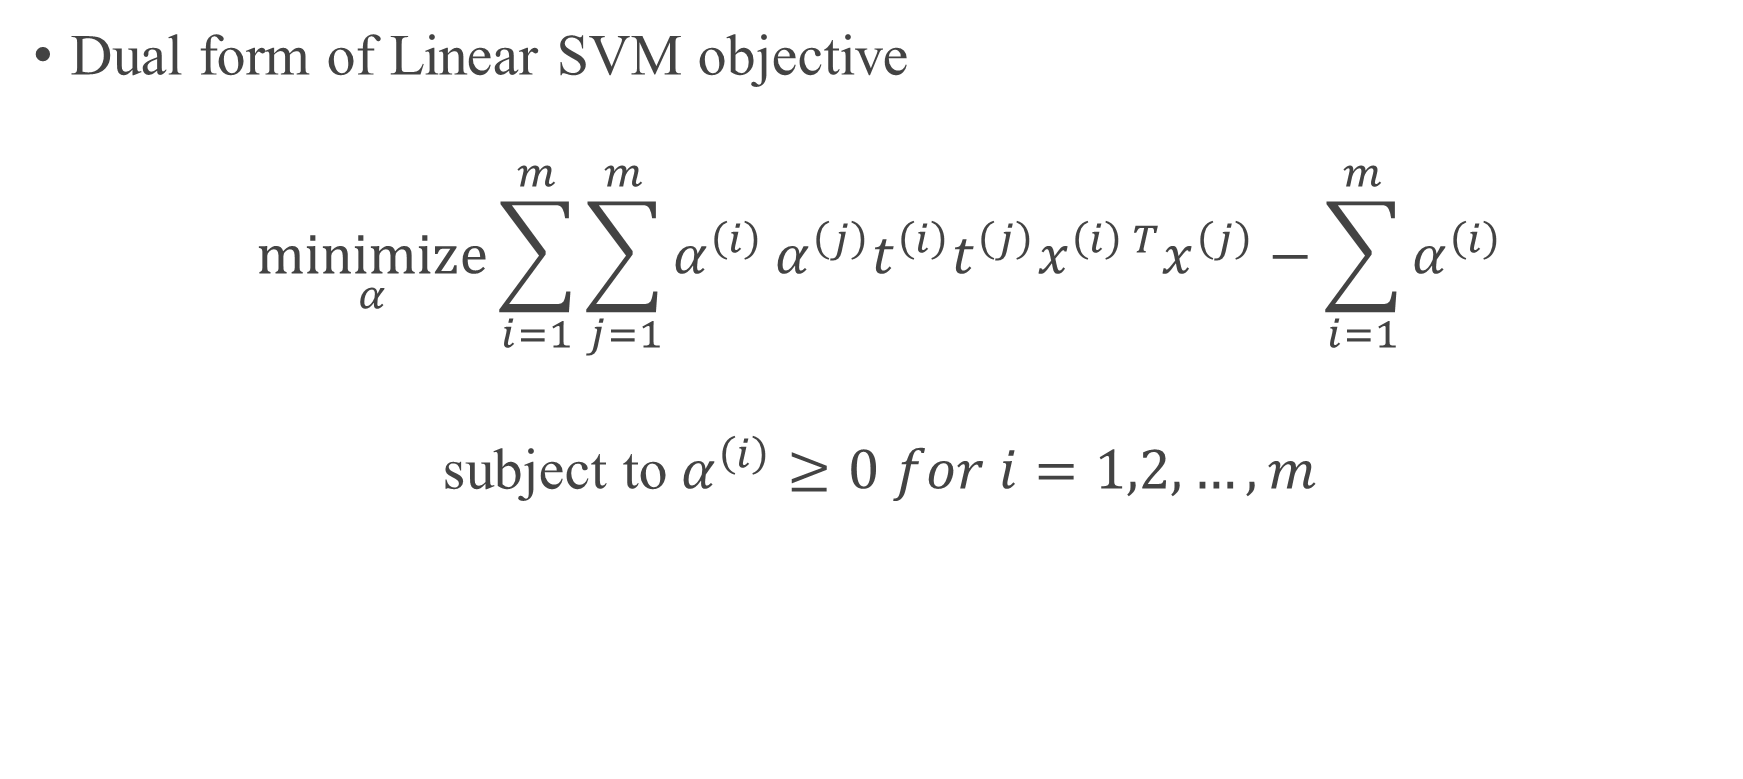 • Dual form of Linear SVM objective
minimize_α ∑_{i=1}^{m} ∑_{j=1}^{m} α^{(i)} α^{(j)} t^{(i)} t^{(j)} x^{(i) T} x^{(j)} − ∑_{i=1}^{m} α^{(i)}
subject to α^{(i)} ≥ 0 for i = 1,2, … , m